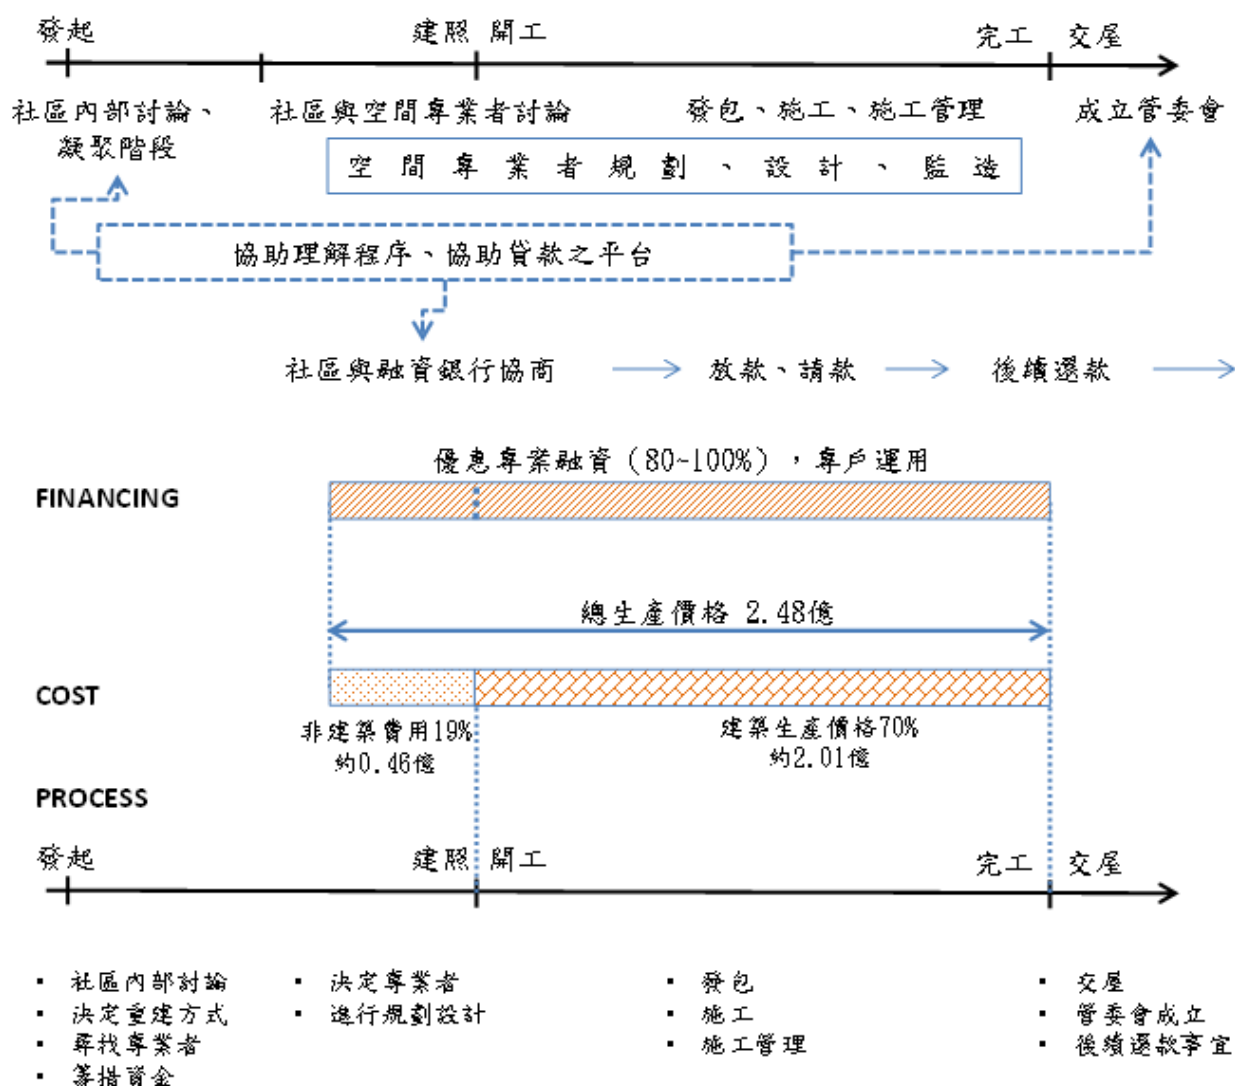 發起
建照 開工
完工 交屋
社區內部討論、
凝聚階段
社區與空間專業者討論
發包、施工、施工管理
成立管委會
空間專業者規劃、設計、監造
協助理解程序、協助貸款之平台
社區與融資銀行協商
放款、請款
後續還款
優惠專業融資(80~100%),專戶運用
FINANCING
總生產價格 2.48億
COST
非建築費用19%
約0.46億
建築生產價格70%
約2.01億
PROCESS
發起
建照 開工
完工 交屋
▪ 社區內部討論
▪ 決定重建方式
▪ 尋找專業者
▪ 籌措資金
▪ 決定專業者
▪ 進行規劃設計
▪ 發包
▪ 施工
▪ 施工管理
▪ 交屋
▪ 管委會成立
▪ 後續還款事宜